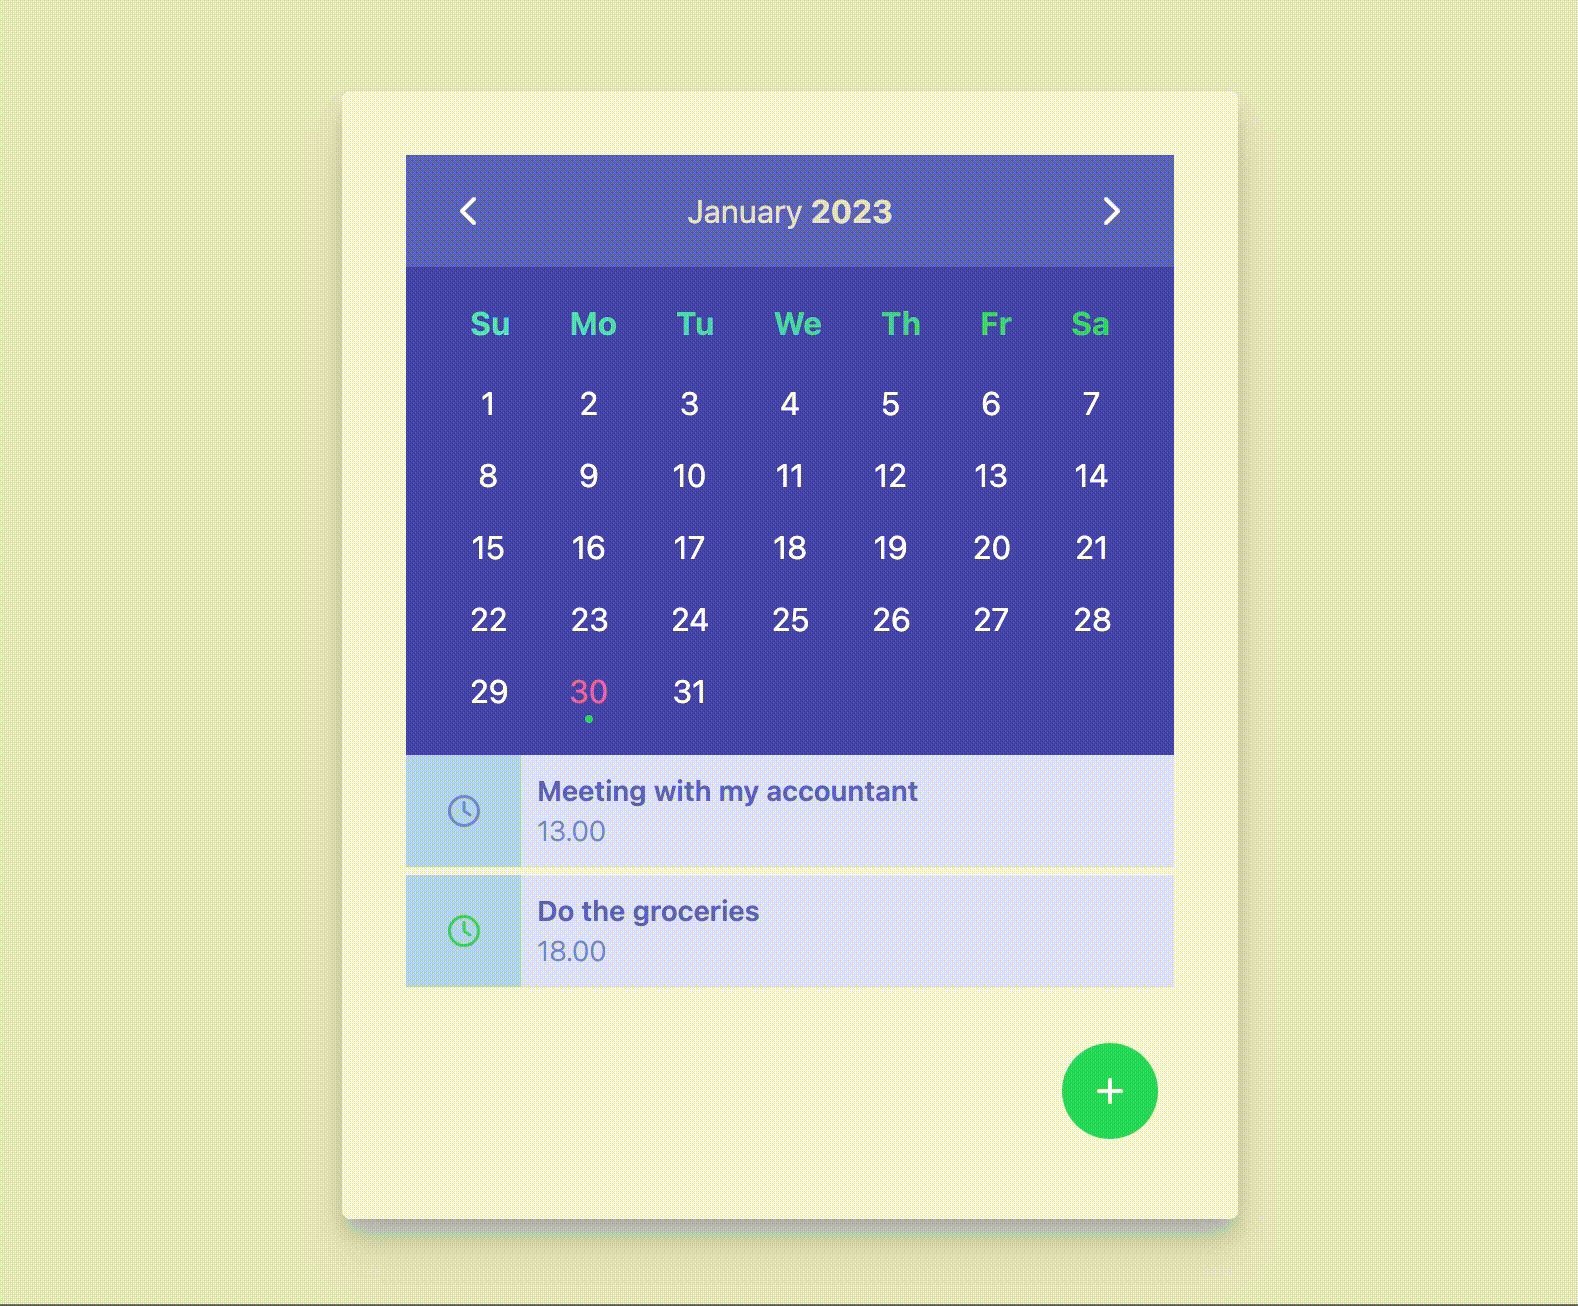 January 2023
Su Mo Tu We Th Fr Sa
1 2 3 4 5 6 7
8 9 10 11 12 13 14
15 16 17 18 19 20 21
22 23 24 25 26 27 28
29 30 31
Meeting with my accountant
13.00
Do the groceries
18.00